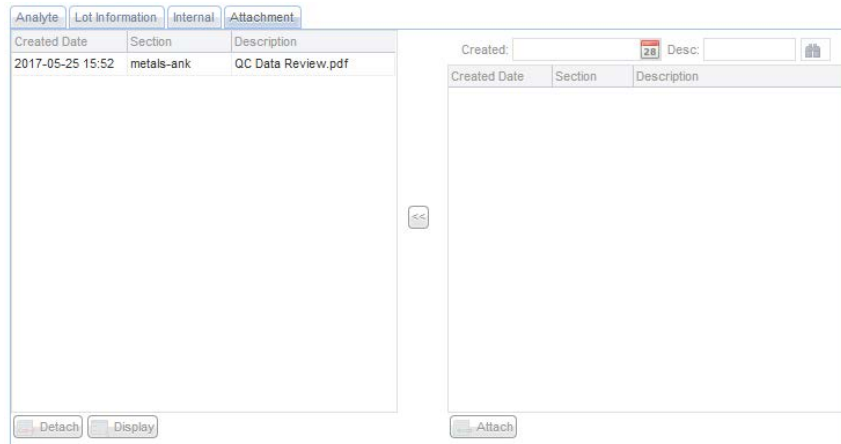 Analyte Lot Information Internal Attachment
Created Date Section Description
2017-05-25 15:52 metals-ank QC Data Review.pdf
Detach Display
<<
Created: 28 Desc:
Created Date Section Description
Attach